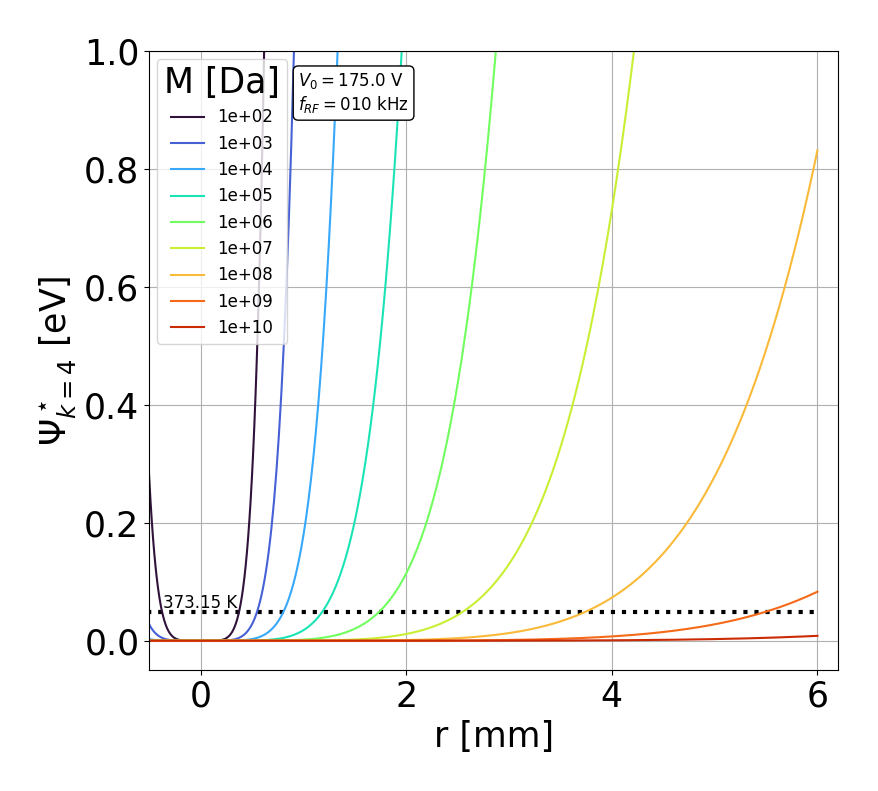 1.0
0.8
0.6
0.4
0.2
0.0
Ψ*ₖ₌₄ [eV]
M [Da]
1e+02
1e+03
1e+04
1e+05
1e+06
1e+07
1e+08
1e+09
1e+10
V₀ = 175.0 V
f_RF = 010 kHz
373.15 K
0 2 4 6
r [mm]